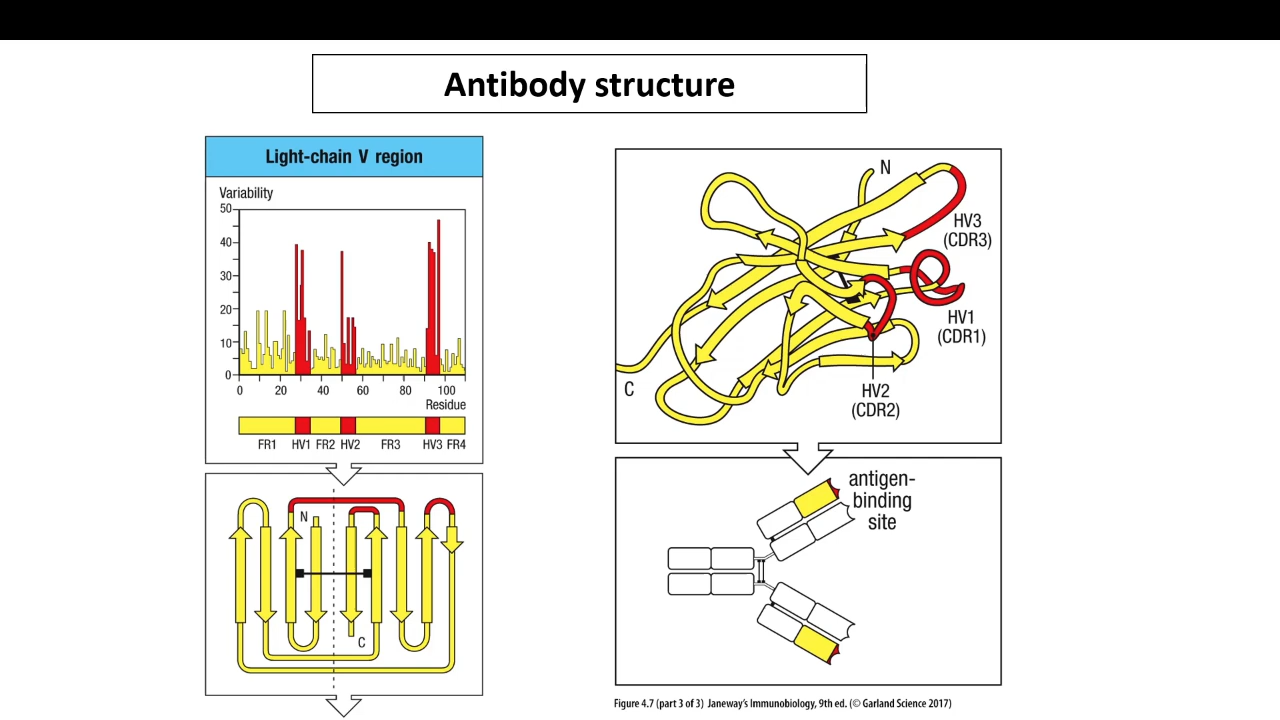 Antibody structure
Light-chain V region
Variability
50
40
30
20
10
0
0 20 40 60 80 100
Residue
FR1 HV1 FR2 HV2 FR3 HV3 FR4
N
C
N
HV3
(CDR3)
HV1
(CDR1)
C
HV2
(CDR2)
antigen-
binding
site
Figure 4.7 (part 3 of 3) Janeway's Immunobiology, 9th ed. (© Garland Science 2017)